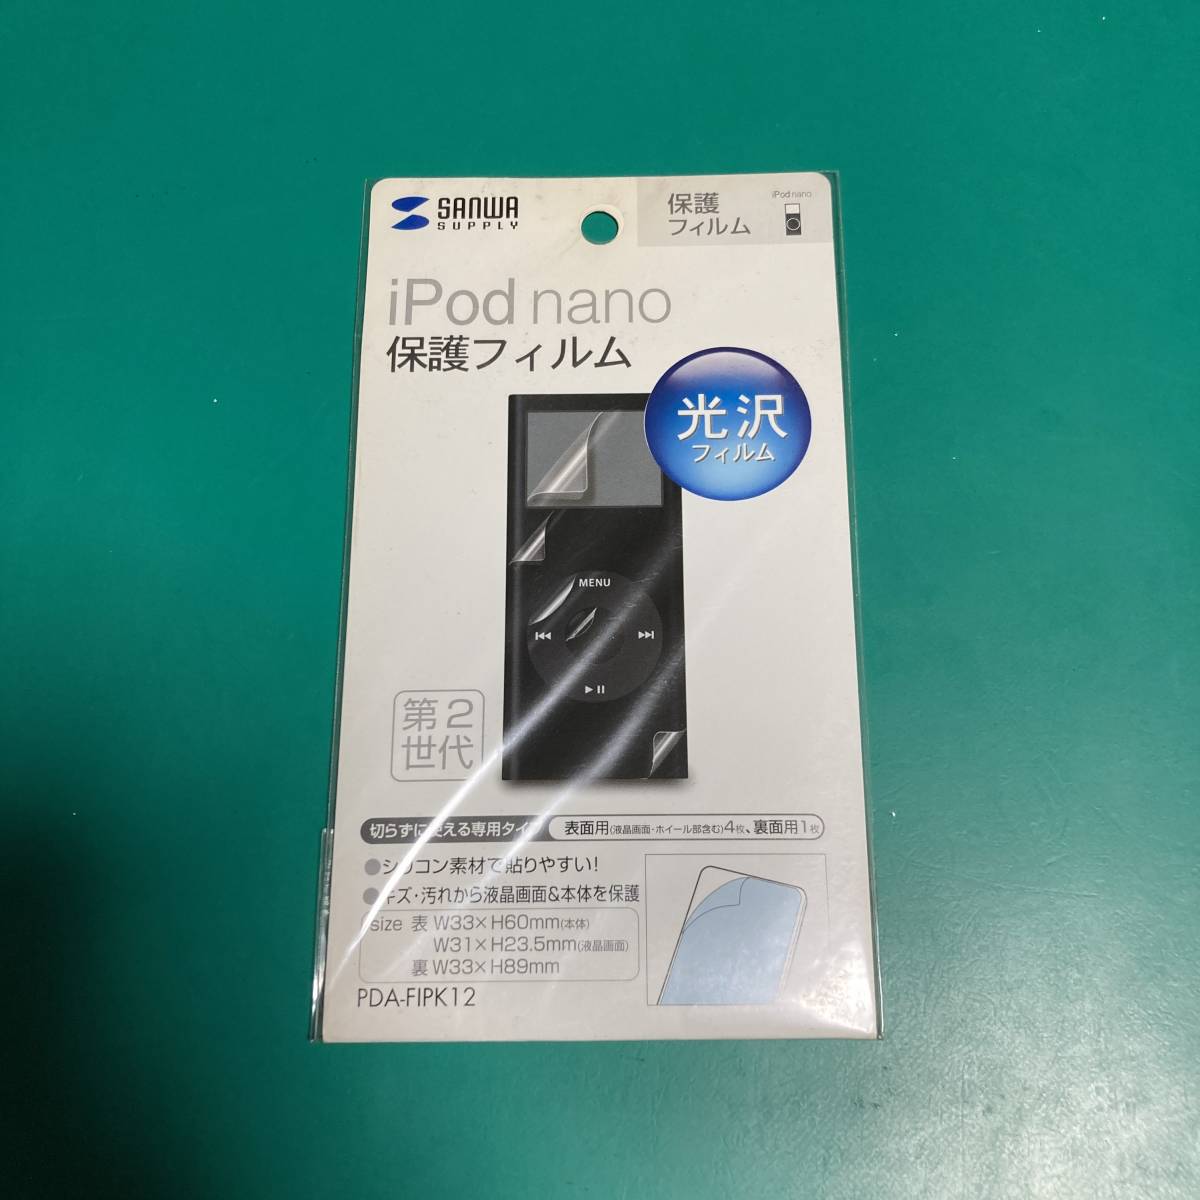 SANWA
SUPPLY
保護
フィルム
iPod nano
iPod nano
保護フィルム
光沢
フィルム
MENU
第2
世代
切らずに使える専用タイプ 表面用(液晶画面・ホイール部含む)4枚、裏面用1枚
●シリコン素材で貼りやすい!
●キズ・汚れから液晶画面&本体を保護
size 表 W33×H60mm(本体)
W31×H23.5mm(液晶画面)
裏 W33×H89mm
PDA-FIPK12